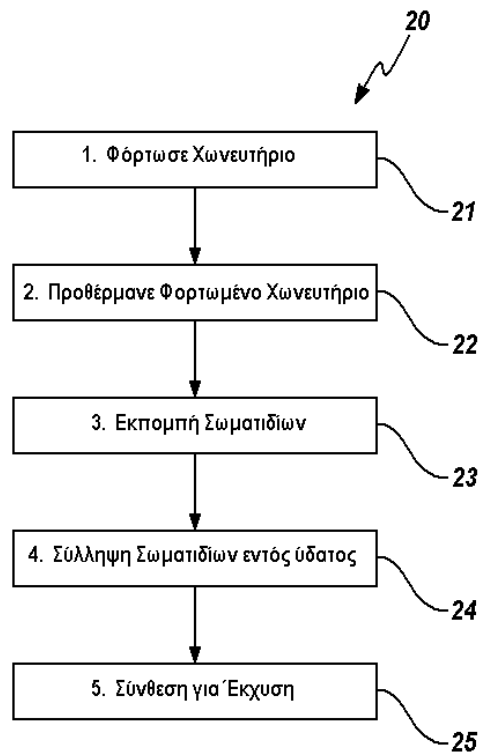 20
1. Φόρτωσε Χωνευτήριο
21
2. Προθέρμανε Φορτωμένο Χωνευτήριο
22
3. Εκπομπή Σωματιδίων
23
4. Σύλληψη Σωματιδίων εντός ύδατος
24
5. Σύνθεση για Έκχυση
25